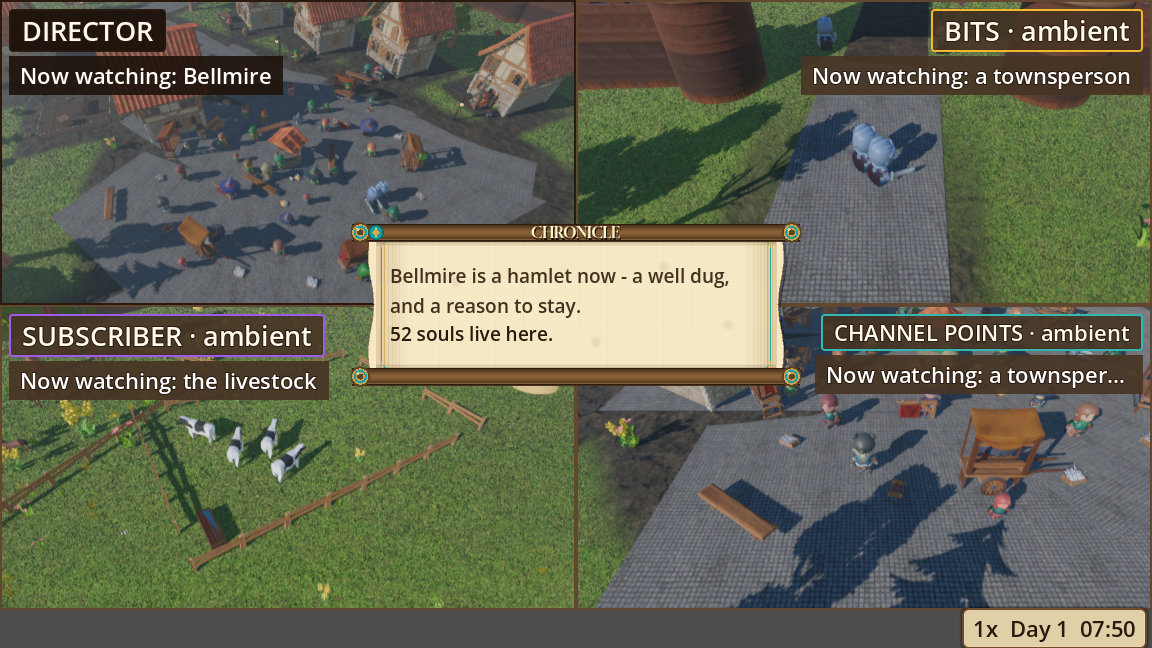 DIRECTOR
Now watching: Bellmire
BITS · ambient
Now watching: a townsperson
CHRONICLE
Bellmire is a hamlet now - a well dug,
and a reason to stay.
52 souls live here.
SUBSCRIBER · ambient
Now watching: the livestock
CHANNEL POINTS · ambient
Now watching: a townsper...
1x Day 1 07:50